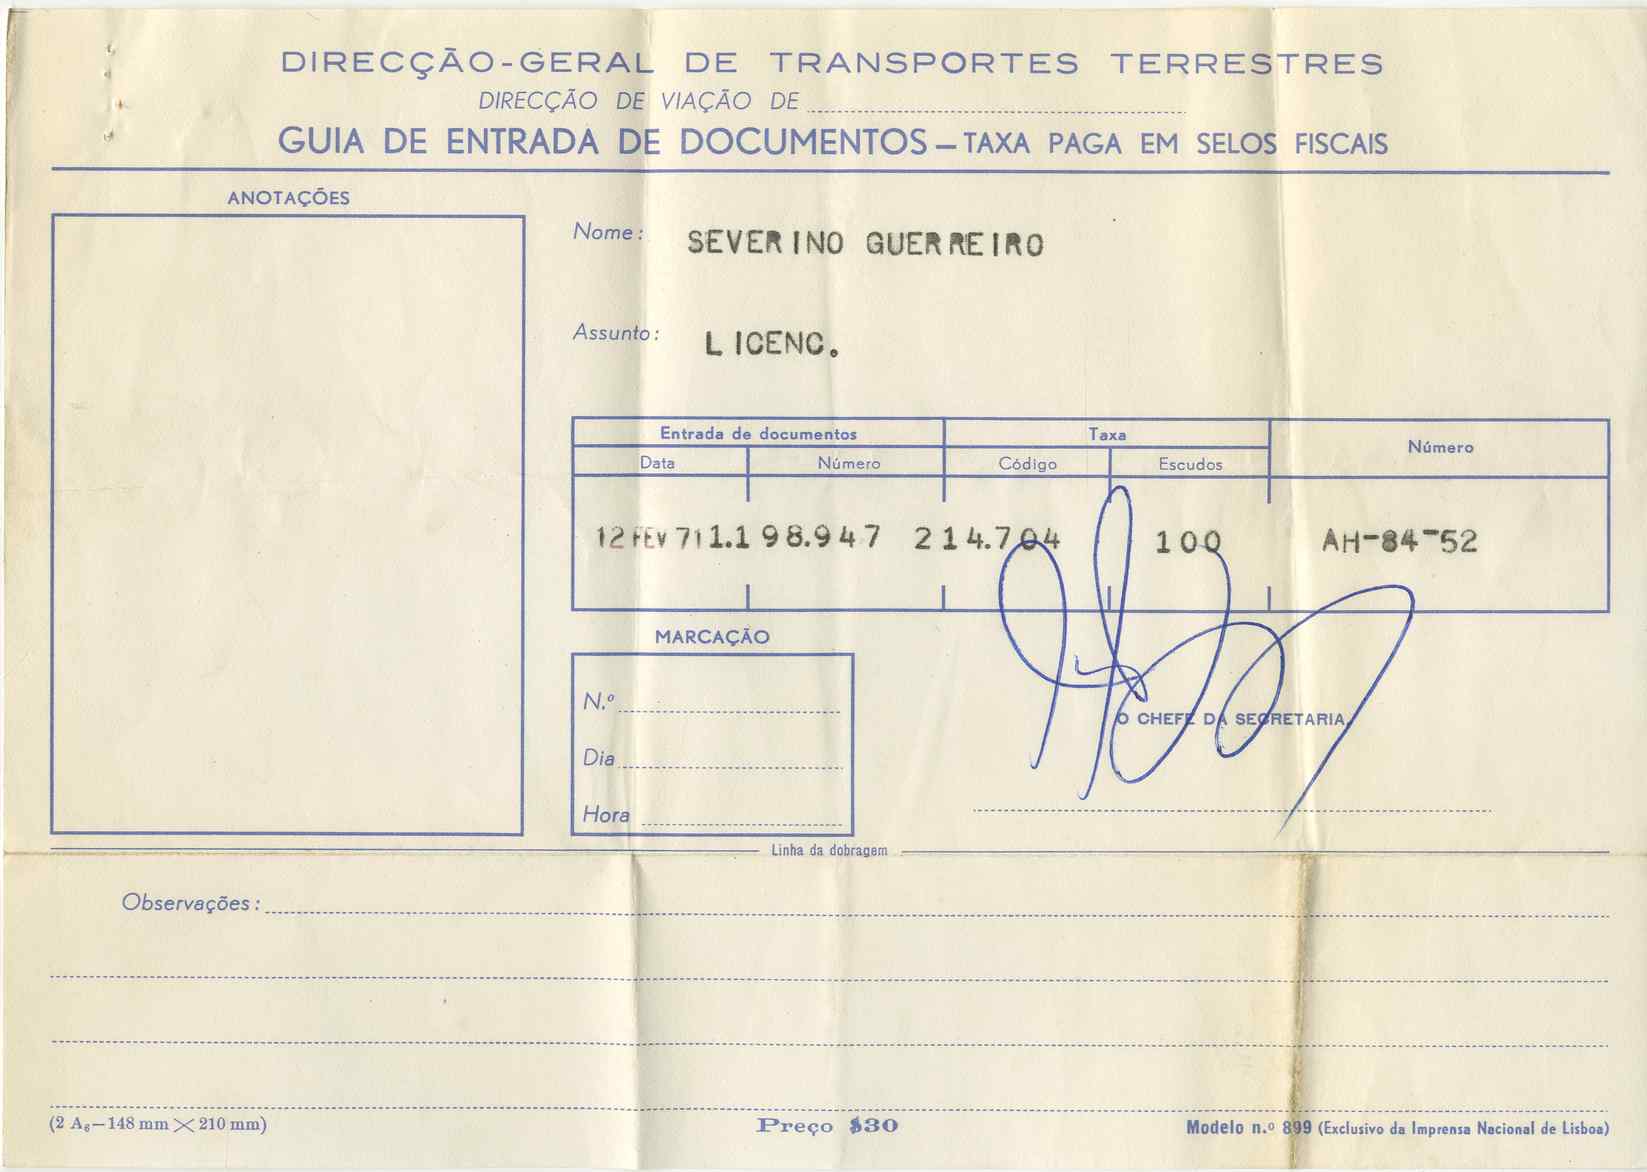 DIRECÇÃO-GERAL DE TRANSPORTES TERRESTRES
DIRECÇÃO DE VIAÇÃO DE
GUIA DE ENTRADA DE DOCUMENTOS — TAXA PAGA EM SELOS FISCAIS
ANOTAÇÕES
Nome: SEVERINO GUERREIRO
Assunto: LICENC.
Entrada de documentos Taxa Número
Data Número Código Escudos
12 FEV 71 1.198.947 214.704 100 AH-84-52
MARCAÇÃO
N.º
Dia
Hora
O CHEFE DA SECRETARIA,
Linha da dobragem
Observações:
(2 A₆—148 mm × 210 mm) Preço $30 Modelo n.º 899 (Exclusivo da Imprensa Nacional de Lisboa)